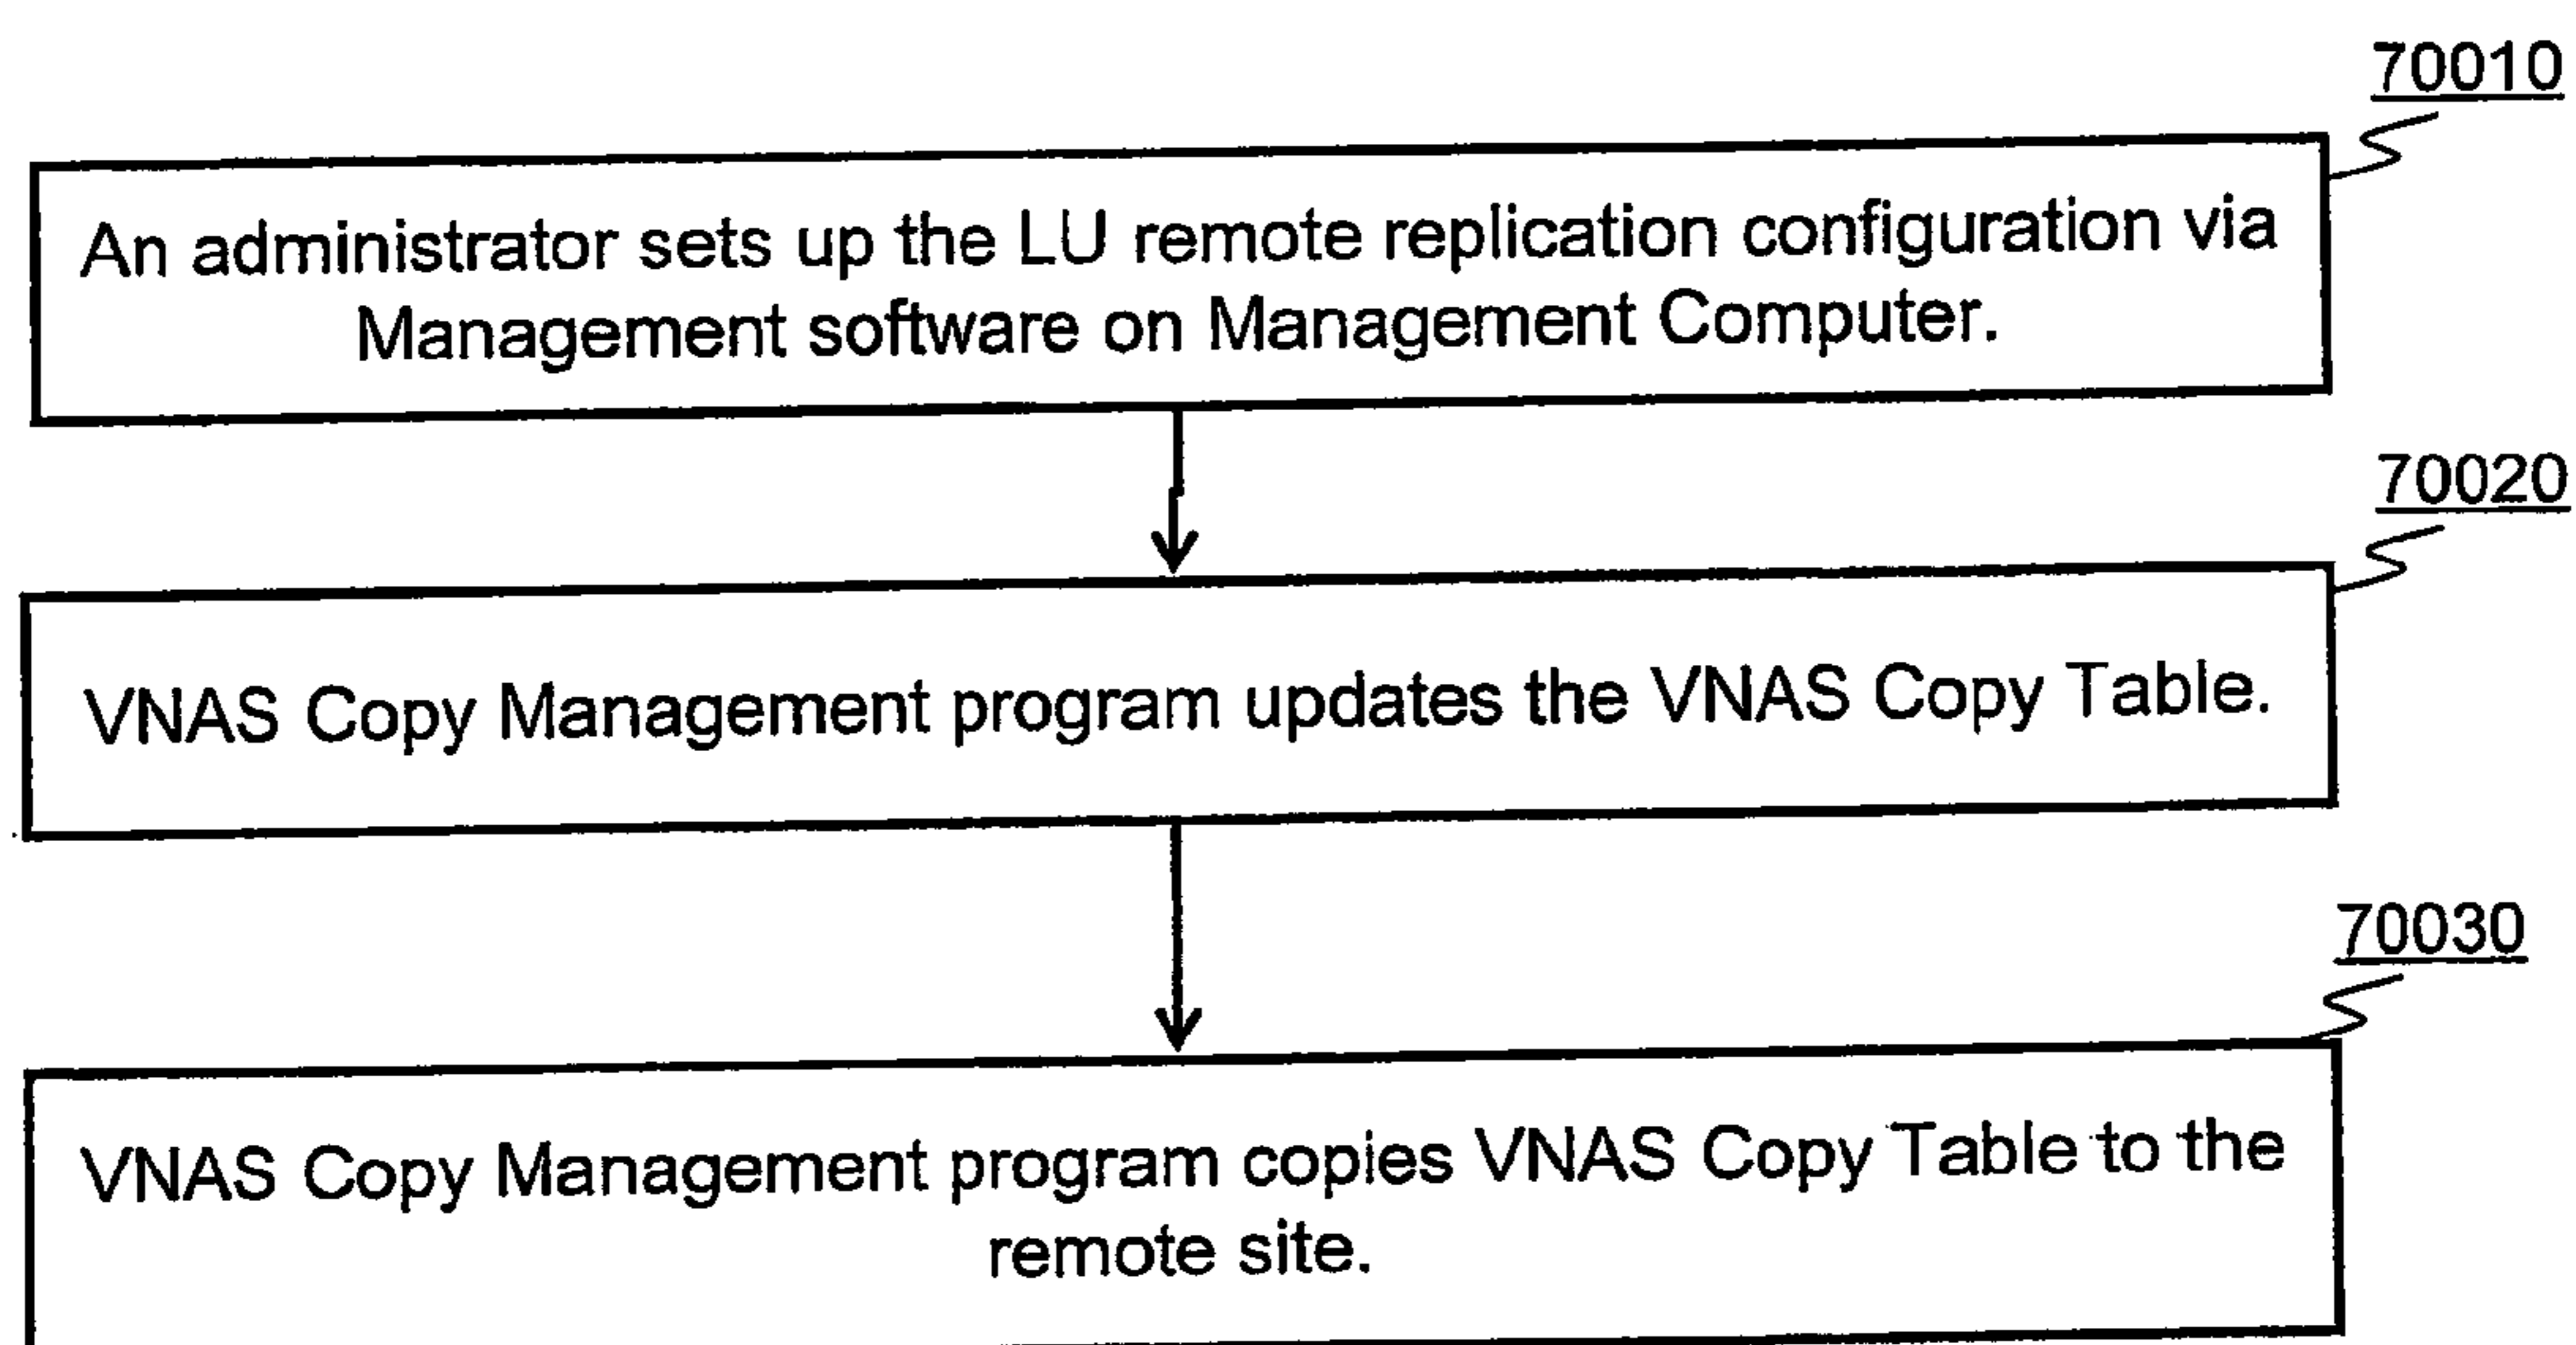 70010
An administrator sets up the LU remote replication configuration via
Management software on Management Computer.
70020
VNAS Copy Management program updates the VNAS Copy Table.
70030
VNAS Copy Management program copies VNAS Copy Table to the
remote site.